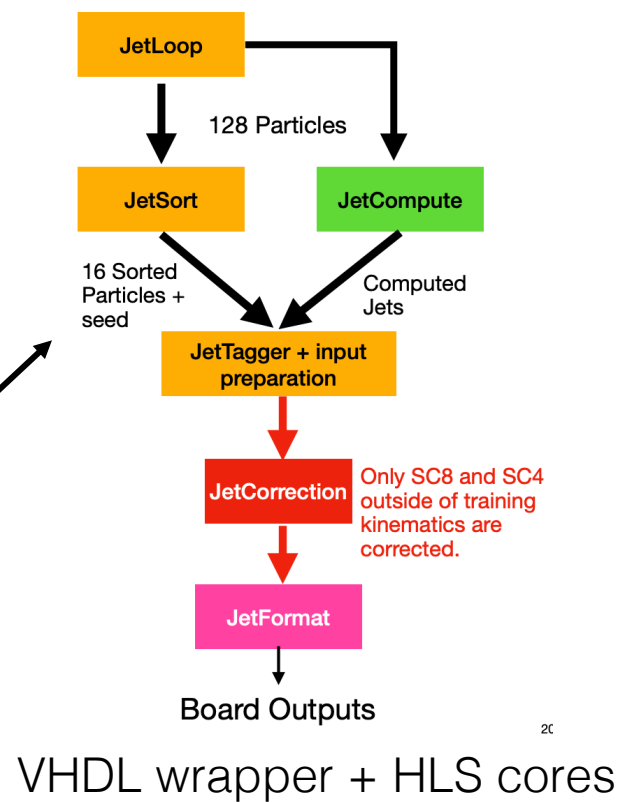 JetLoop
128 Particles
JetSort
JetCompute
16 Sorted
Particles +
seed
Computed
Jets
JetTagger + input
preparation
JetCorrection
Only SC8 and SC4
outside of training
kinematics are
corrected.
JetFormat
Board Outputs
20
VHDL wrapper + HLS cores